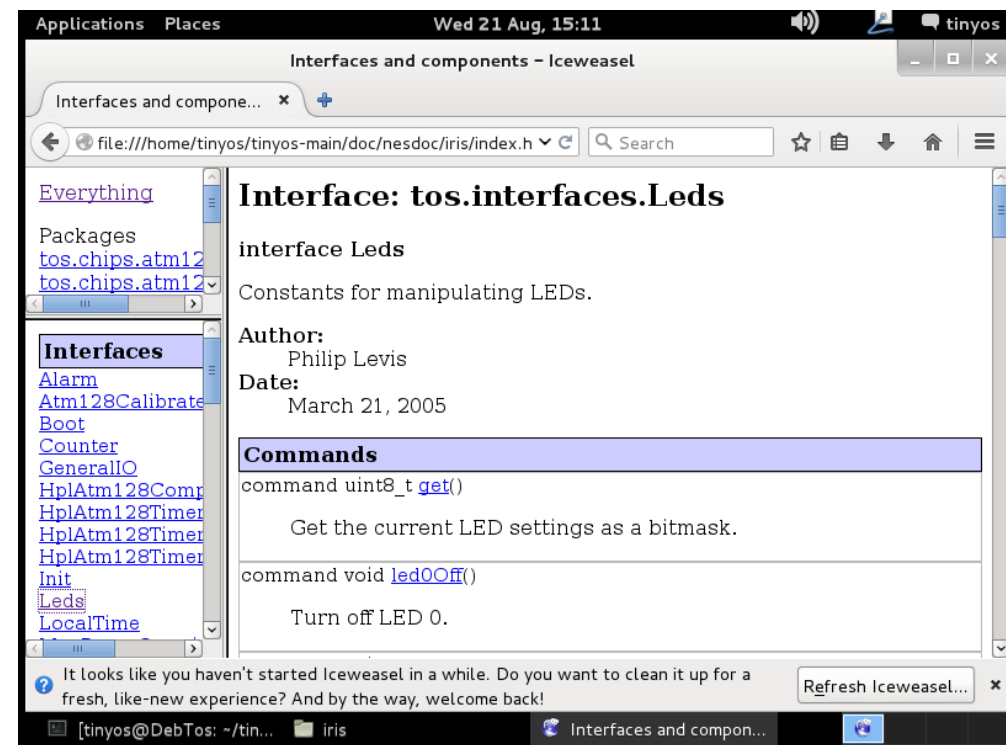 Applications Places Wed 21 Aug, 15:11 tinyos
Interfaces and components – Iceweasel
Interfaces and compone...
file:///home/tinyos/tinyos-main/doc/nesdoc/iris/index.h Search
Everything
Packages
tos.chips.atm12
tos.chips.atm12
Interfaces
Alarm
Atm128Calibrate
Boot
Counter
GeneralIO
HplAtm128Comp
HplAtm128Timer
HplAtm128Timer
HplAtm128Timer
Init
Leds
LocalTime
Interface: tos.interfaces.Leds
interface Leds
Constants for manipulating LEDs.
Author:
Philip Levis
Date:
March 21, 2005
Commands
command uint8_t get()
Get the current LED settings as a bitmask.
command void led0Off()
Turn off LED 0.
It looks like you haven't started Iceweasel in a while. Do you want to clean it up for a
fresh, like-new experience? And by the way, welcome back!
Refresh Iceweasel...
[tinyos@DebTos: ~/tin... iris Interfaces and compon...